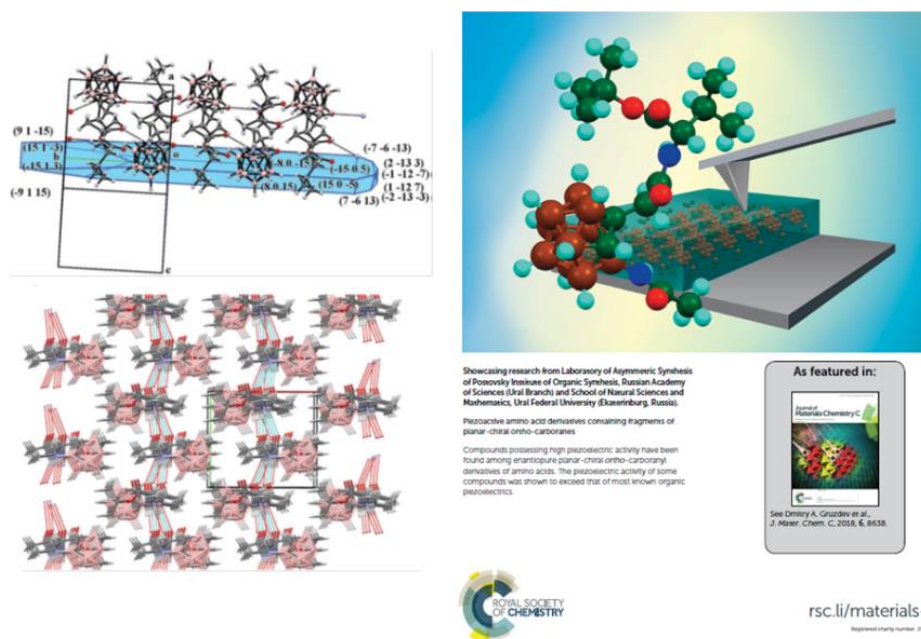 a
(9 1 -15)
(15 1 -3)
b
o
(-15,1 3)
(-9 1 15)
(-8 0 -15)
(-15 0 5)
(8 0,15)
(15 0 -5)
(-7 -6 -13)
(2 -13 3)
(-1 -12 -7)
(1 -12 7)
(-2 -13 -3)
(7 -6 13)
c
Showcasing research from Laboratory of Asymmetric Synthesis
of Postovsky Institute of Organic Synthesis, Russian Academy
of Sciences (Ural Branch) and School of Natural Sciences and
Mathematics, Ural Federal University (Ekaterinburg, Russia).
Piezoactive amino acid derivatives containing fragments of
planar-chiral ortho-carboranes
Compounds possessing high piezoelectric activity have been
found among enantiopure planar-chiral ortho-carboranyl
derivatives of amino acids. The piezoelectric activity of some
compounds was shown to exceed that of most known organic
piezoelectrics.
As featured in:
Journal of
Materials Chemistry C
See Dmitry A. Gruzdev et al.,
J. Mater. Chem. C, 2018, 6, 8638.
ROYAL SOCIETY
OF CHEMISTRY
rsc.li/materials
Registered charity number: 2